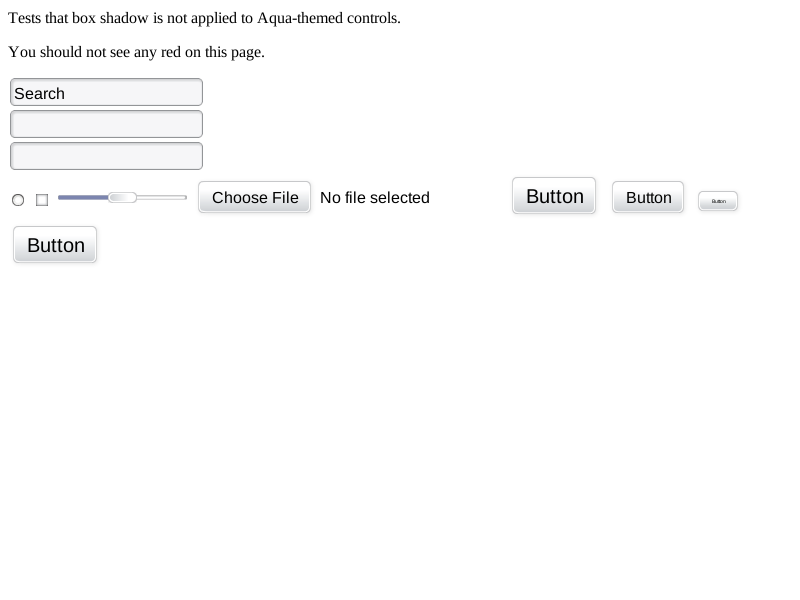 Tests that box shadow is not applied to Aqua-themed controls.
You should not see any red on this page.
Search
Choose File No file selected Button Button Button
Button